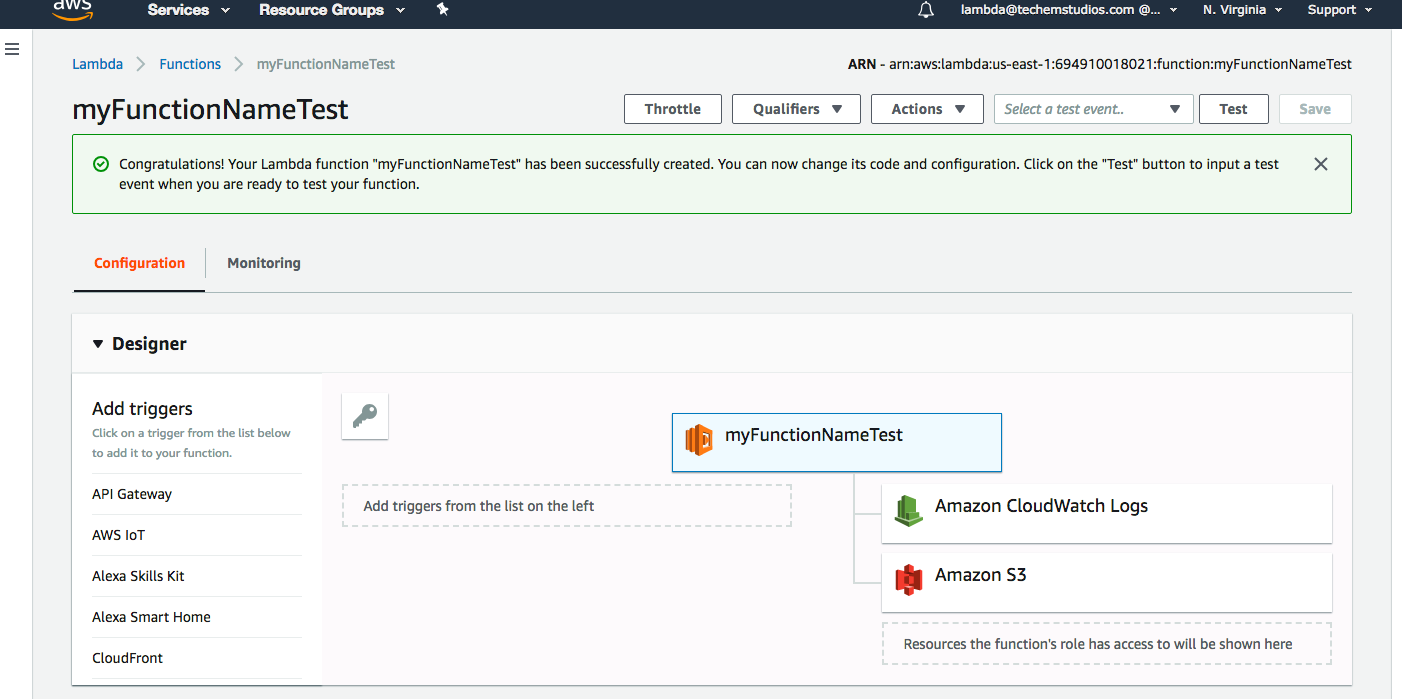 aws
Services
Resource Groups
lambda@techemstudios.com @...
N. Virginia
Support
Lambda
Functions
myFunctionNameTest
ARN - arn:aws:lambda:us-east-1:694910018021:function:myFunctionNameTest
myFunctionNameTest
Throttle
Qualifiers
Actions
Select a test event..
Test
Save
Congratulations! Your Lambda function "myFunctionNameTest" has been successfully created. You can now change its code and configuration. Click on the "Test" button to input a test
event when you are ready to test your function.
Configuration
Monitoring
Designer
Add triggers
Click on a trigger from the list below
to add it to your function.
API Gateway
AWS IoT
Alexa Skills Kit
Alexa Smart Home
CloudFront
Add triggers from the list on the left
myFunctionNameTest
Amazon CloudWatch Logs
Amazon S3
Resources the function's role has access to will be shown here